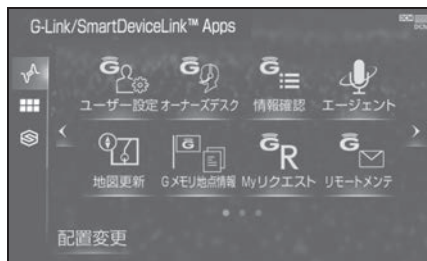 G-Link/SmartDeviceLink™ Apps
DCM
ユーザー設定 オーナーズデスク 情報確認 エージェント
G
地図更新 Gメモリ地点情報 Myリクエスト リモートメンテ
配置変更